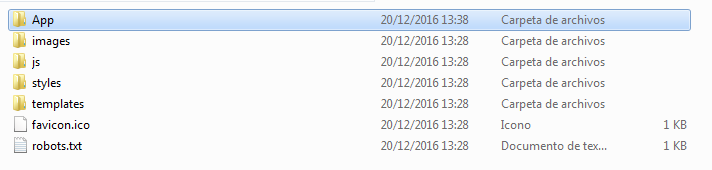 App 20/12/2016 13:38 Carpeta de archivos
images 20/12/2016 13:28 Carpeta de archivos
js 20/12/2016 13:28 Carpeta de archivos
styles 20/12/2016 13:28 Carpeta de archivos
templates 20/12/2016 13:28 Carpeta de archivos
favicon.ico 20/12/2016 13:28 Icono 1 KB
robots.txt 20/12/2016 13:28 Documento de tex... 1 KB